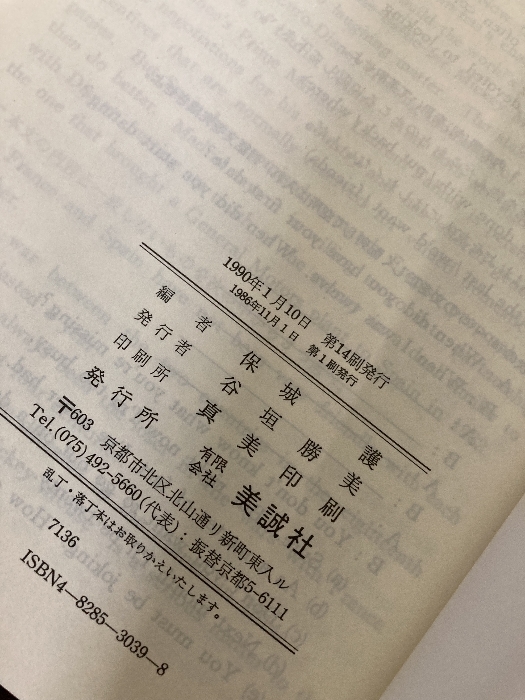 1990年1月10日　第14刷発行
1986年11月1日　第1刷発行
編者　保城護
発行者　谷垣勝美
印刷所　真美印刷
発行所　有限会社　美誠社
〒603　京都市北区北山通リ新町東入ル
Tel.(075)492-5660(代表)：振替京都5-6111
乱丁・落丁本はお取りかえいたします。
7136
ISBN4―8285―3039―8